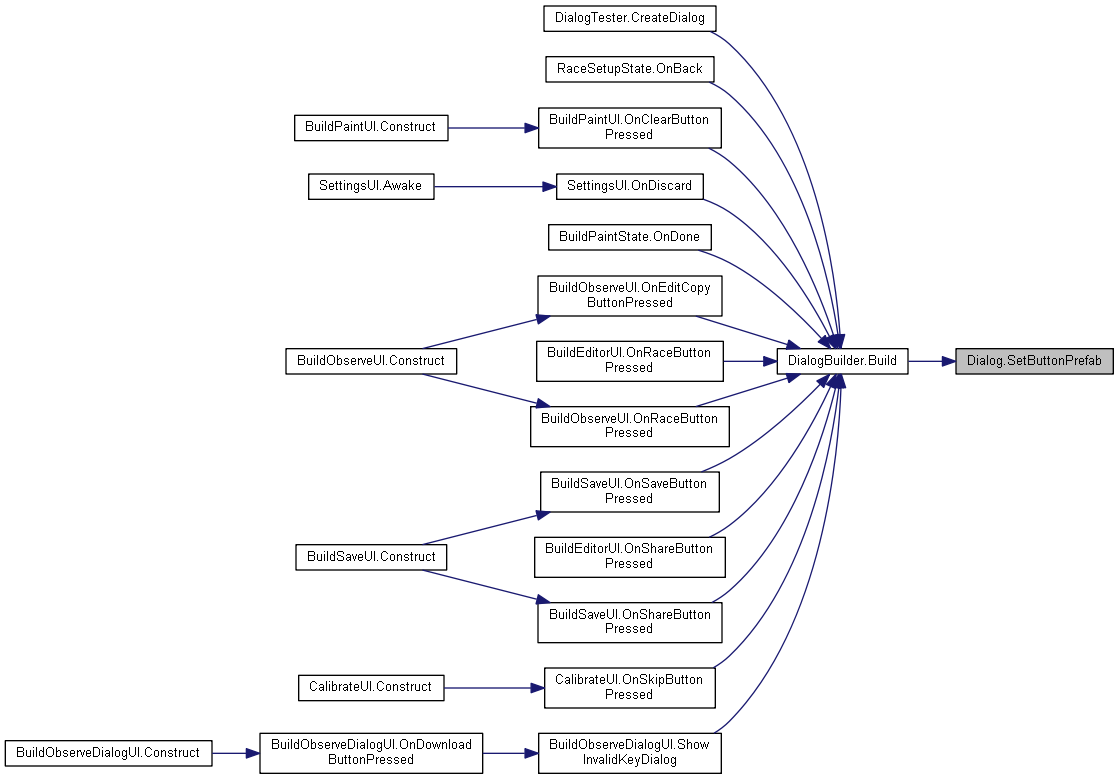 DialogTester.CreateDialog
RaceSetupState.OnBack
BuildPaintUI.OnClearButton
Pressed
BuildPaintUI.Construct
SettingsUI.OnDiscard
SettingsUI.Awake
BuildPaintState.OnDone
BuildObserveUI.OnEditCopy
ButtonPressed
BuildEditorUI.OnRaceButton
Pressed
BuildObserveUI.Construct
DialogBuilder.Build
Dialog.SetButtonPrefab
BuildObserveUI.OnRaceButton
Pressed
BuildSaveUI.OnSaveButton
Pressed
BuildEditorUI.OnShareButton
Pressed
BuildSaveUI.Construct
BuildSaveUI.OnShareButton
Pressed
CalibrateUI.OnSkipButton
Pressed
CalibrateUI.Construct
BuildObserveDialogUI.Show
InvalidKeyDialog
BuildObserveDialogUI.OnDownload
ButtonPressed
BuildObserveDialogUI.Construct